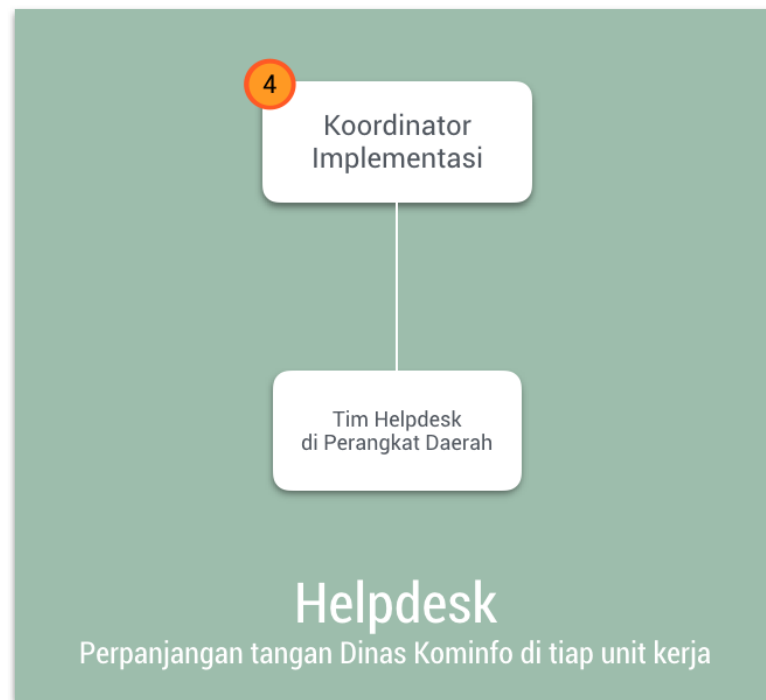 4
Koordinator
Implementasi
Tim Helpdesk
di Perangkat Daerah
Helpdesk
Perpanjangan tangan Dinas Kominfo di tiap unit kerja